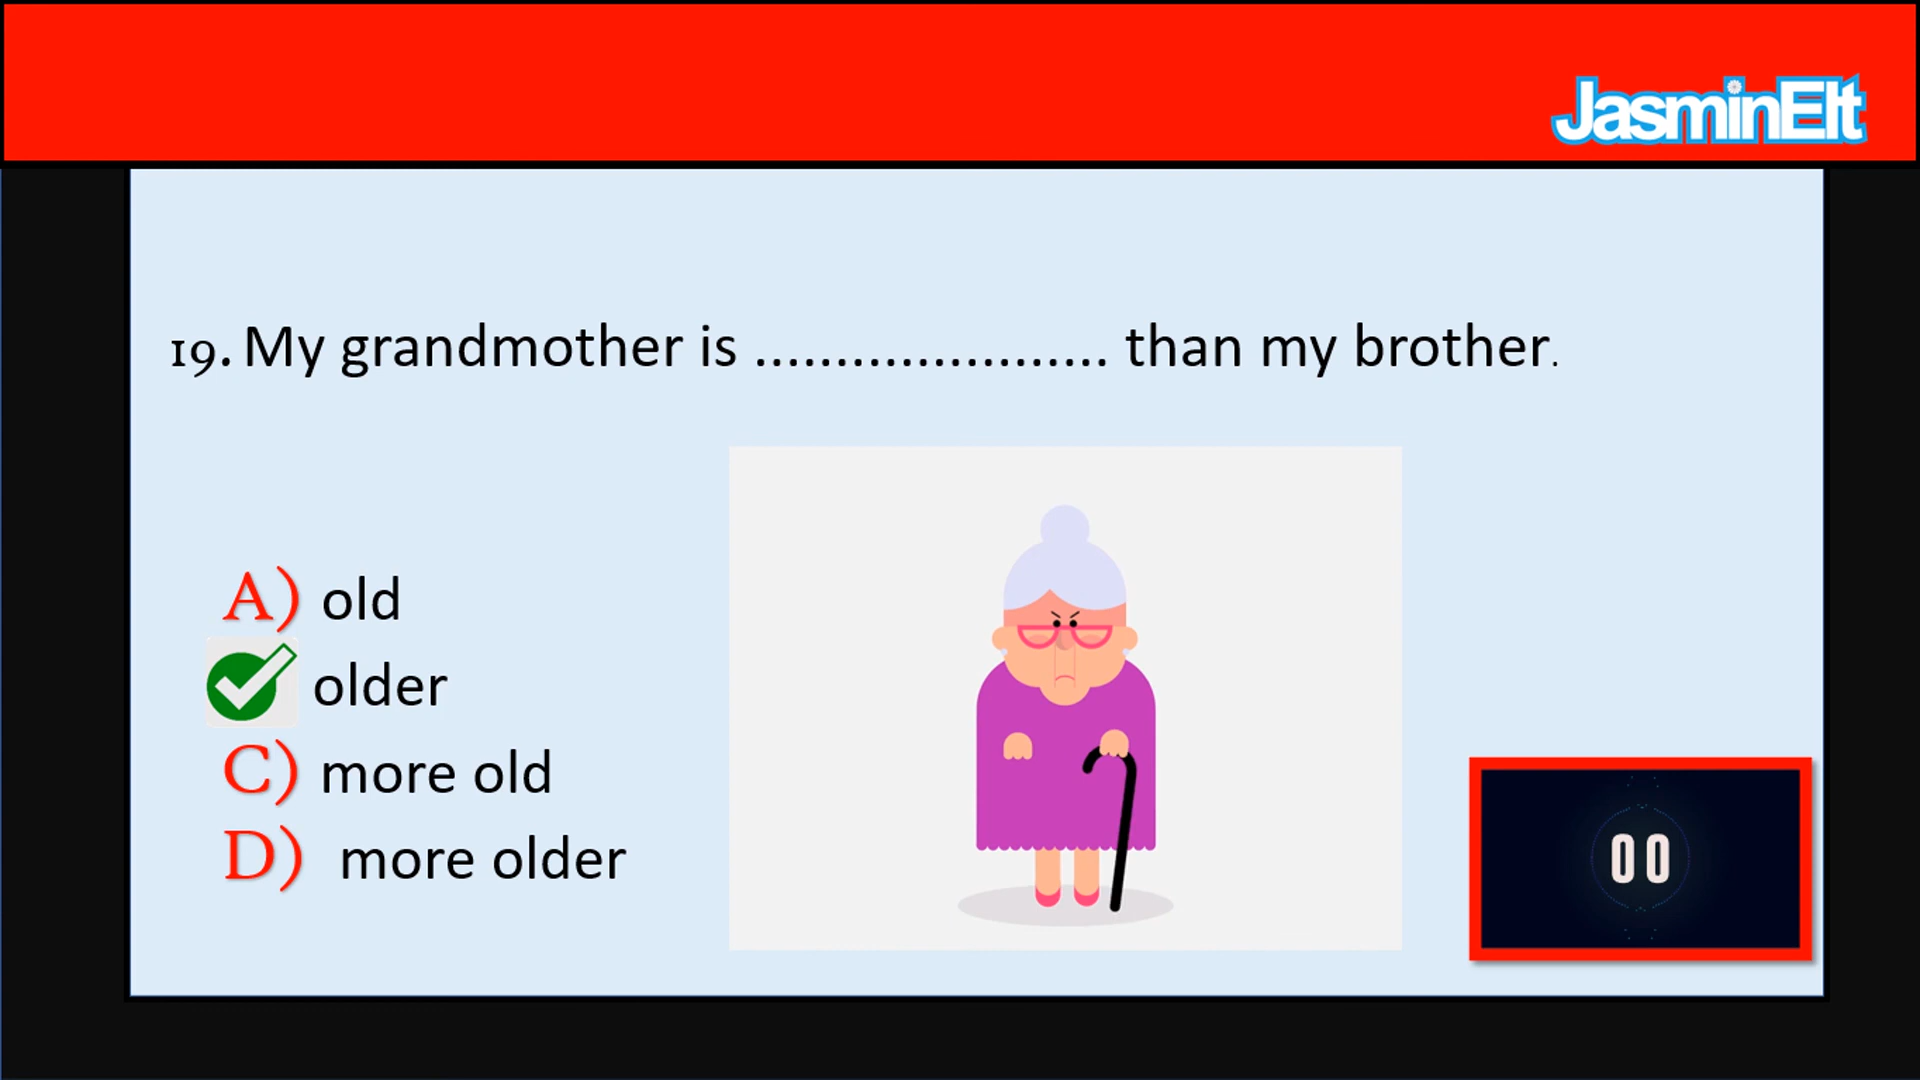 JasminElt
19. My grandmother is ...................... than my brother.
A) old
older
C) more old
D) more older
00